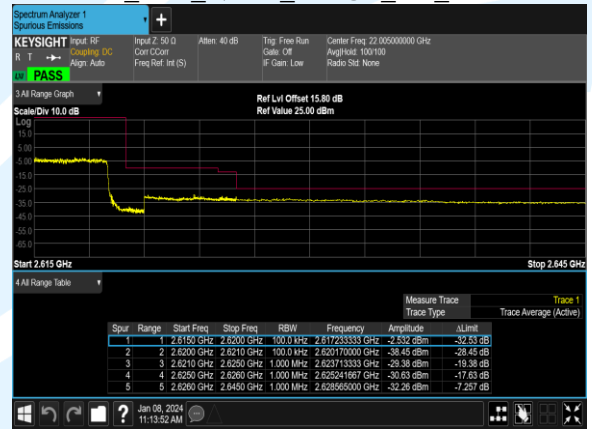 Spectrum Analyzer 1
Spurious Emissions
KEYSIGHT Input: RF Input Z: 50 Ω Atten: 40 dB Trig: Free Run Center Freq: 22.005000000 GHz
R T Coupling: DC Corr CCorr Gate: Off Avg|Hold: 100/100
Align: Auto Freq Ref: Int (S) IF Gain: Low Radio Std: None
LV PASS
3 All Range Graph
Ref Lvl Offset 15.80 dB
Scale/Div 10.0 dB Ref Value 25.00 dBm
Log
15.0
5.00
-5.00
-15.0
-25.0
-35.0
-45.0
-55.0
-65.0
Start 2.615 GHz Stop 2.645 GHz
4 All Range Table
Measure Trace Trace 1
Trace Type Trace Average (Active)
Spur Range Start Freq Stop Freq RBW Frequency Amplitude ΔLimit
1 1 2.6150 GHz 2.6200 GHz 100.0 kHz 2.617233333 GHz -2.532 dBm -32.53 dB
2 2 2.6200 GHz 2.6210 GHz 100.0 kHz 2.620170000 GHz -38.45 dBm -28.45 dB
3 3 2.6210 GHz 2.6250 GHz 1.000 MHz 2.623713333 GHz -29.38 dBm -19.38 dB
4 4 2.6250 GHz 2.6260 GHz 1.000 MHz 2.625241667 GHz -30.63 dBm -17.63 dB
5 5 2.6260 GHz 2.6450 GHz 1.000 MHz 2.628565000 GHz -32.26 dBm -7.257 dB
Jan 08, 2024
11:13:52 AM